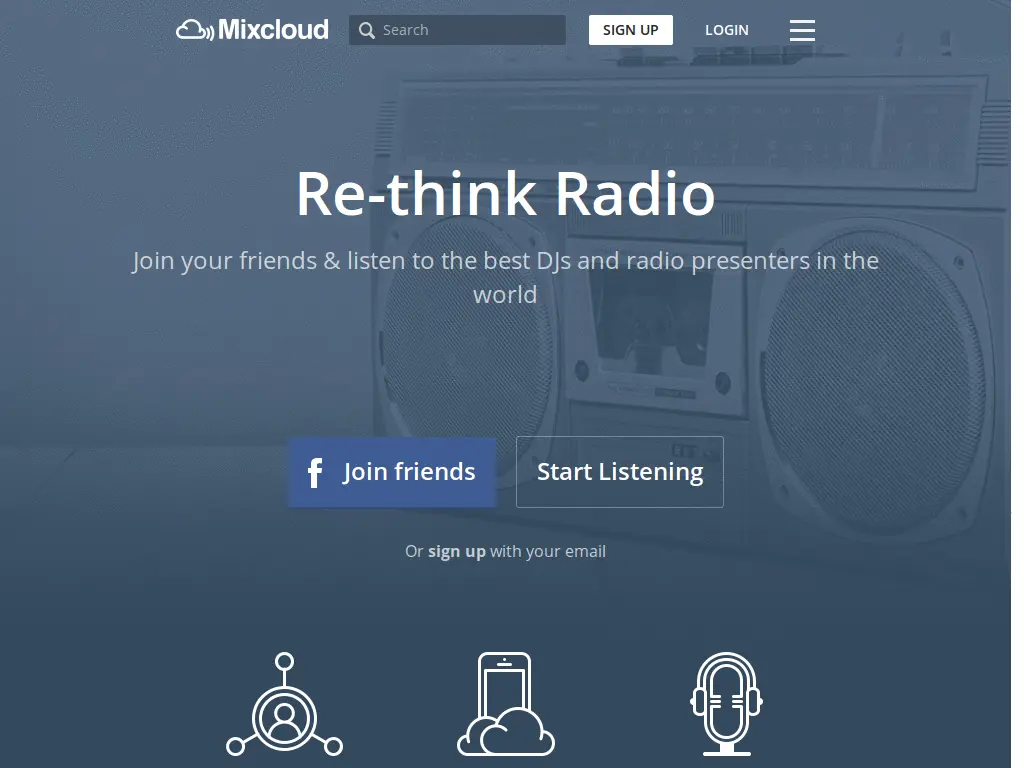 Mixcloud
Search
SIGN UP
LOGIN
Re-think Radio
Join your friends & listen to the best DJs and radio presenters in the
world
Join friends
Start Listening
Or sign up with your email